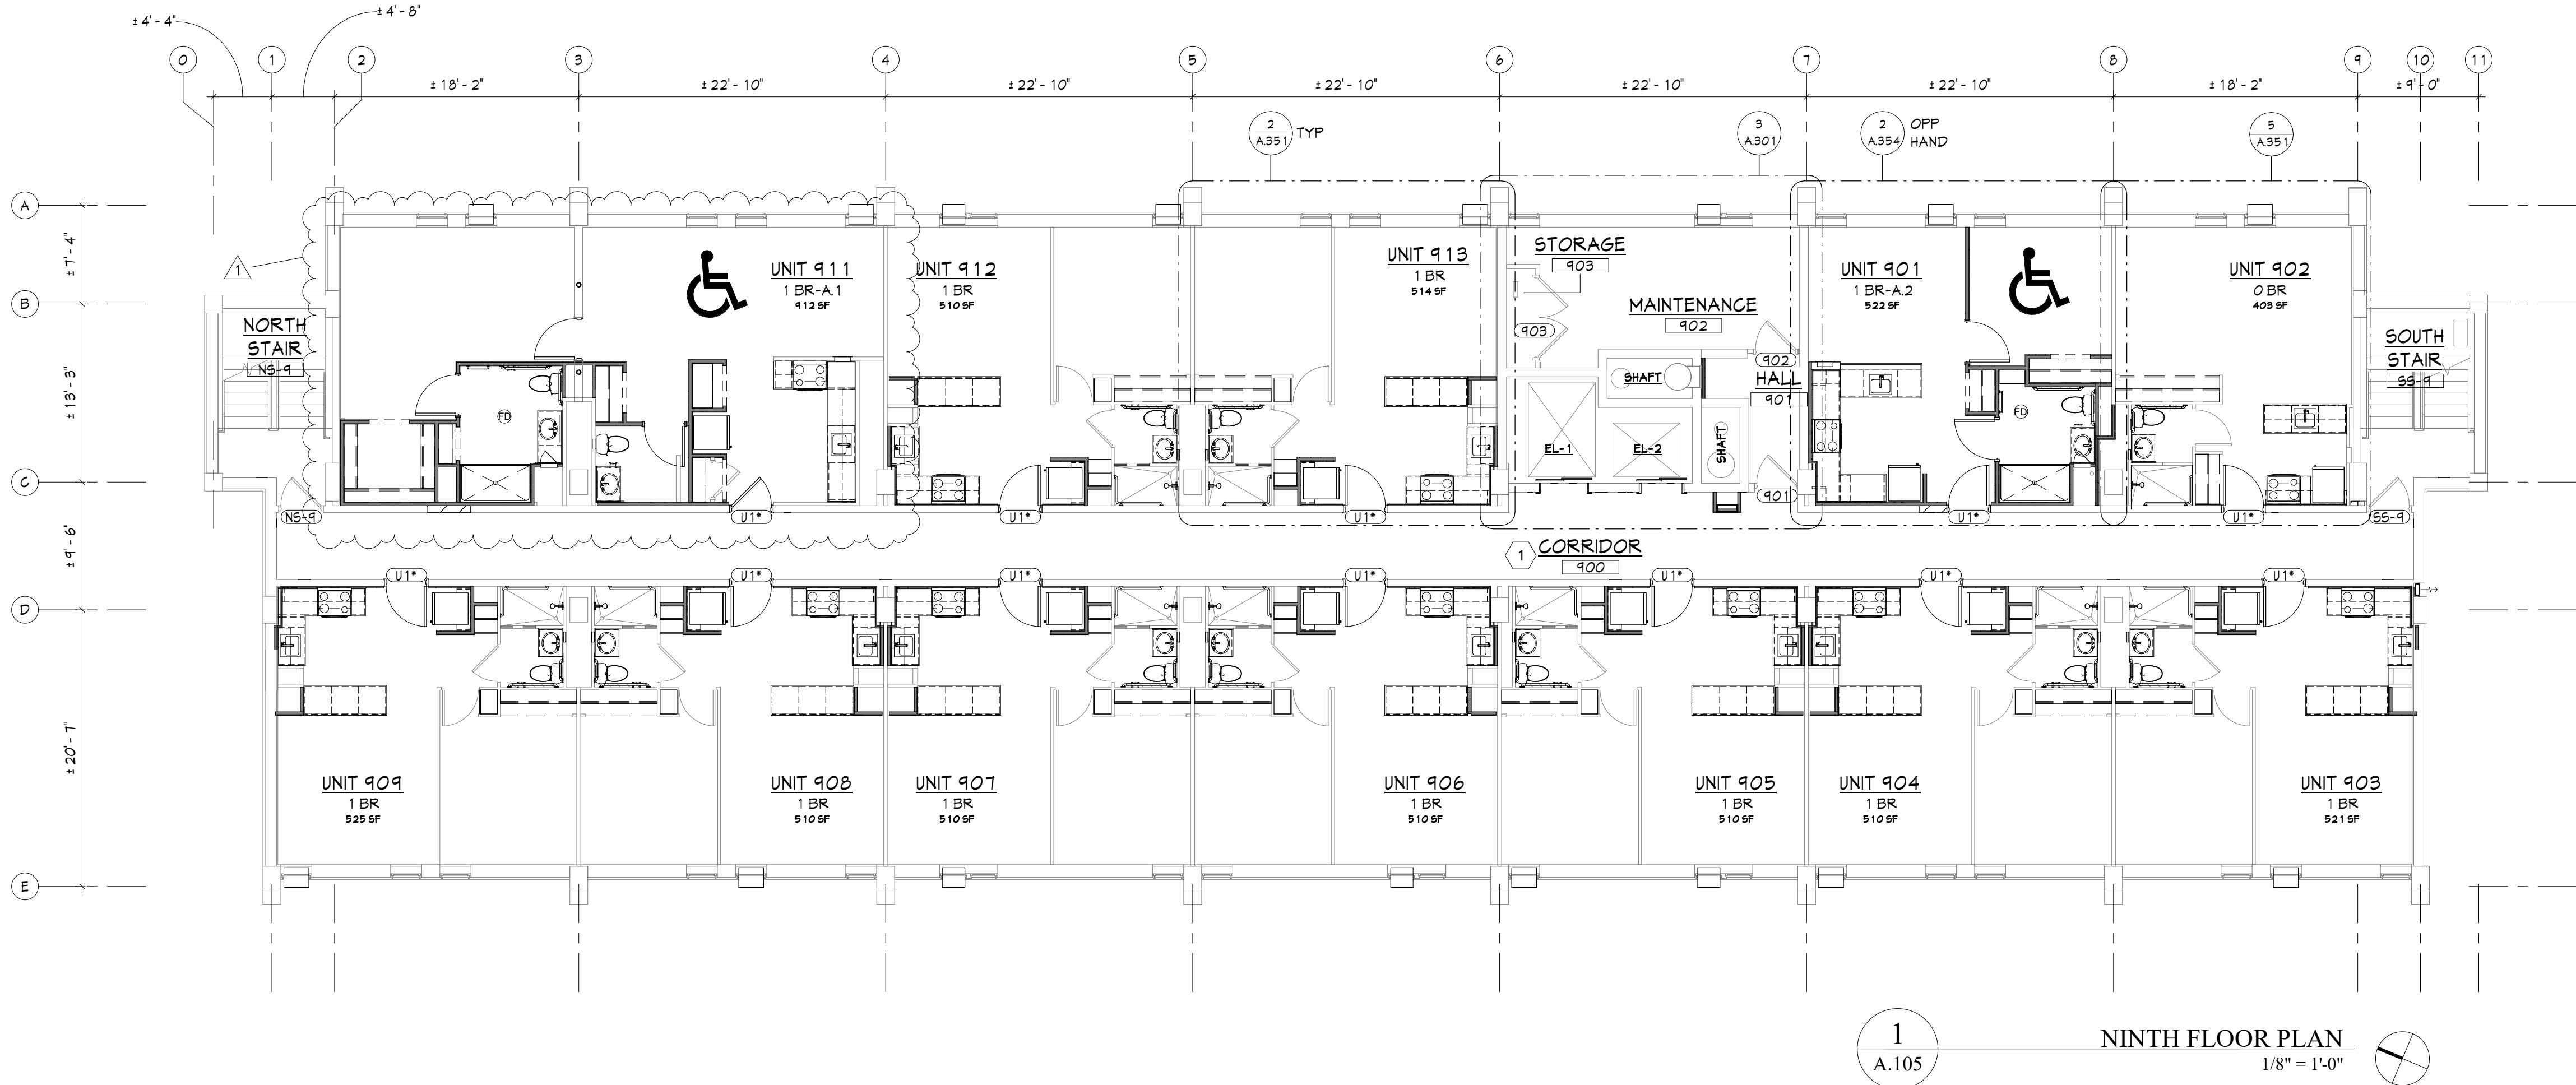 ± 4' - 4"
± 4' - 8"
0
1
2
3
4
5
6
7
8
9
10
11
± 18' - 2"
± 22' - 10"
± 22' - 10"
± 22' - 10"
± 22' - 10"
± 22' - 10"
± 18' - 2"
± 9' - 0"
2
A.351
TYP
3
A.301
2
A.354
OPP
HAND
5
A.351
A
B
C
D
E
± 7' - 4"
± 13' - 3"
± 9' - 6"
± 20' - 7"
1
NORTH
STAIR
NS-9
NS-9
UNIT 911
1 BR-A.1
912 SF
FD
U1*
UNIT 912
1 BR
510 SF
U1*
UNIT 913
1 BR
514 SF
U1*
STORAGE
903
903
MAINTENANCE
902
902
SHAFT
HALL
901
EL-1
EL-2
SHAFT
901
UNIT 901
1 BR-A.2
522 SF
FD
U1*
UNIT 902
0 BR
403 SF
U1*
SOUTH
STAIR
SS-9
SS-9
1
CORRIDOR
900
U1*
U1*
U1*
U1*
U1*
U1*
U1*
UNIT 909
1 BR
525 SF
UNIT 908
1 BR
510 SF
UNIT 907
1 BR
510 SF
UNIT 906
1 BR
510 SF
UNIT 905
1 BR
510 SF
UNIT 904
1 BR
510 SF
UNIT 903
1 BR
521 SF
1
A.105
NINTH FLOOR PLAN
1/8" = 1'-0"